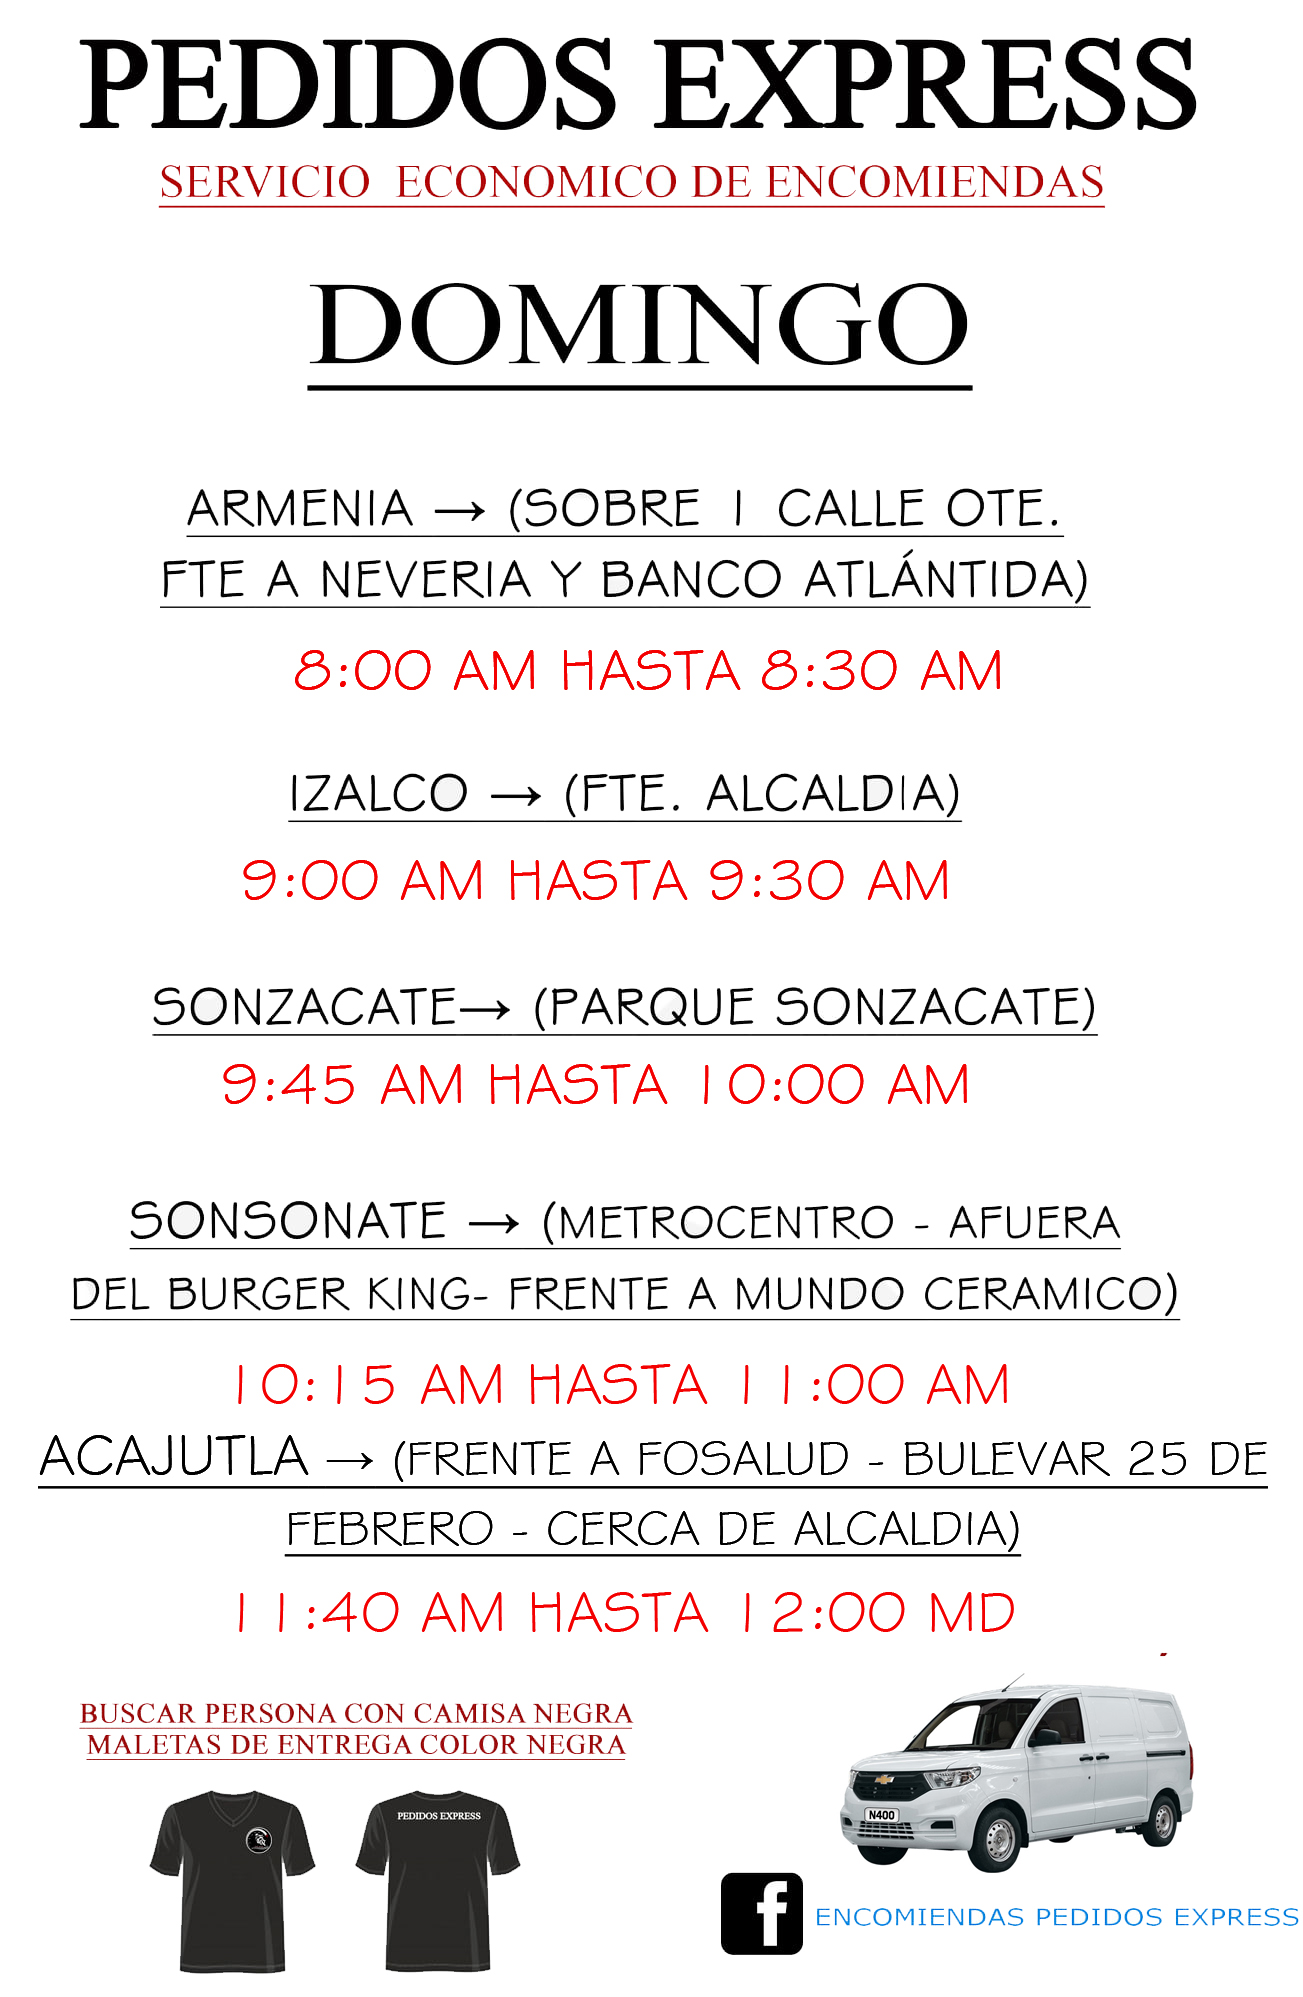 PEDIDOS EXPRESS
SERVICIO ECONOMICO DE ENCOMIENDAS
DOMINGO
ARMENIA → (SOBRE 1 CALLE OTE.
FTE A NEVERIA Y BANCO ATLÁNTIDA)
8:00 AM HASTA 8:30 AM
IZALCO → (FTE. ALCALDIA)
9:00 AM HASTA 9:30 AM
SONZACATE→ (PARQUE SONZACATE)
9:45 AM HASTA 10:00 AM
SONSONATE → (METROCENTRO - AFUERA
DEL BURGER KING- FRENTE A MUNDO CERAMICO)
10:15 AM HASTA 11:00 AM
ACAJUTLA → (FRENTE A FOSALUD - BULEVAR 25 DE
FEBRERO - CERCA DE ALCALDIA)
11:40 AM HASTA 12:00 MD
BUSCAR PERSONA CON CAMISA NEGRA
MALETAS DE ENTREGA COLOR NEGRA
PEDIDOS EXPRESS
N400
f ENCOMIENDAS PEDIDOS EXPRESS